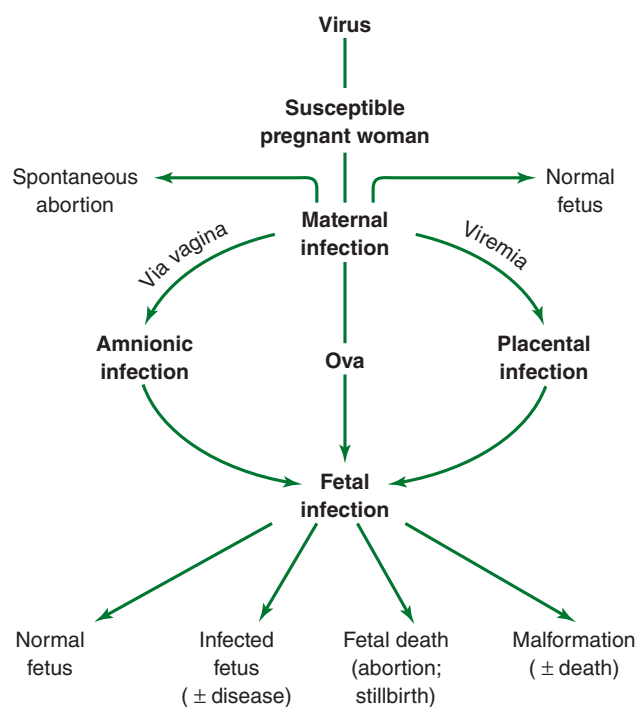 Virus
Susceptible
pregnant woman
Spontaneous
abortion
Normal
fetus
Maternal
infection
Via vagina
Viremia
Amnionic
infection
Ova
Placental
infection
Fetal
infection
Normal
fetus
Infected
fetus
( ± disease)
Fetal death
(abortion;
stillbirth)
Malformation
( ± death)